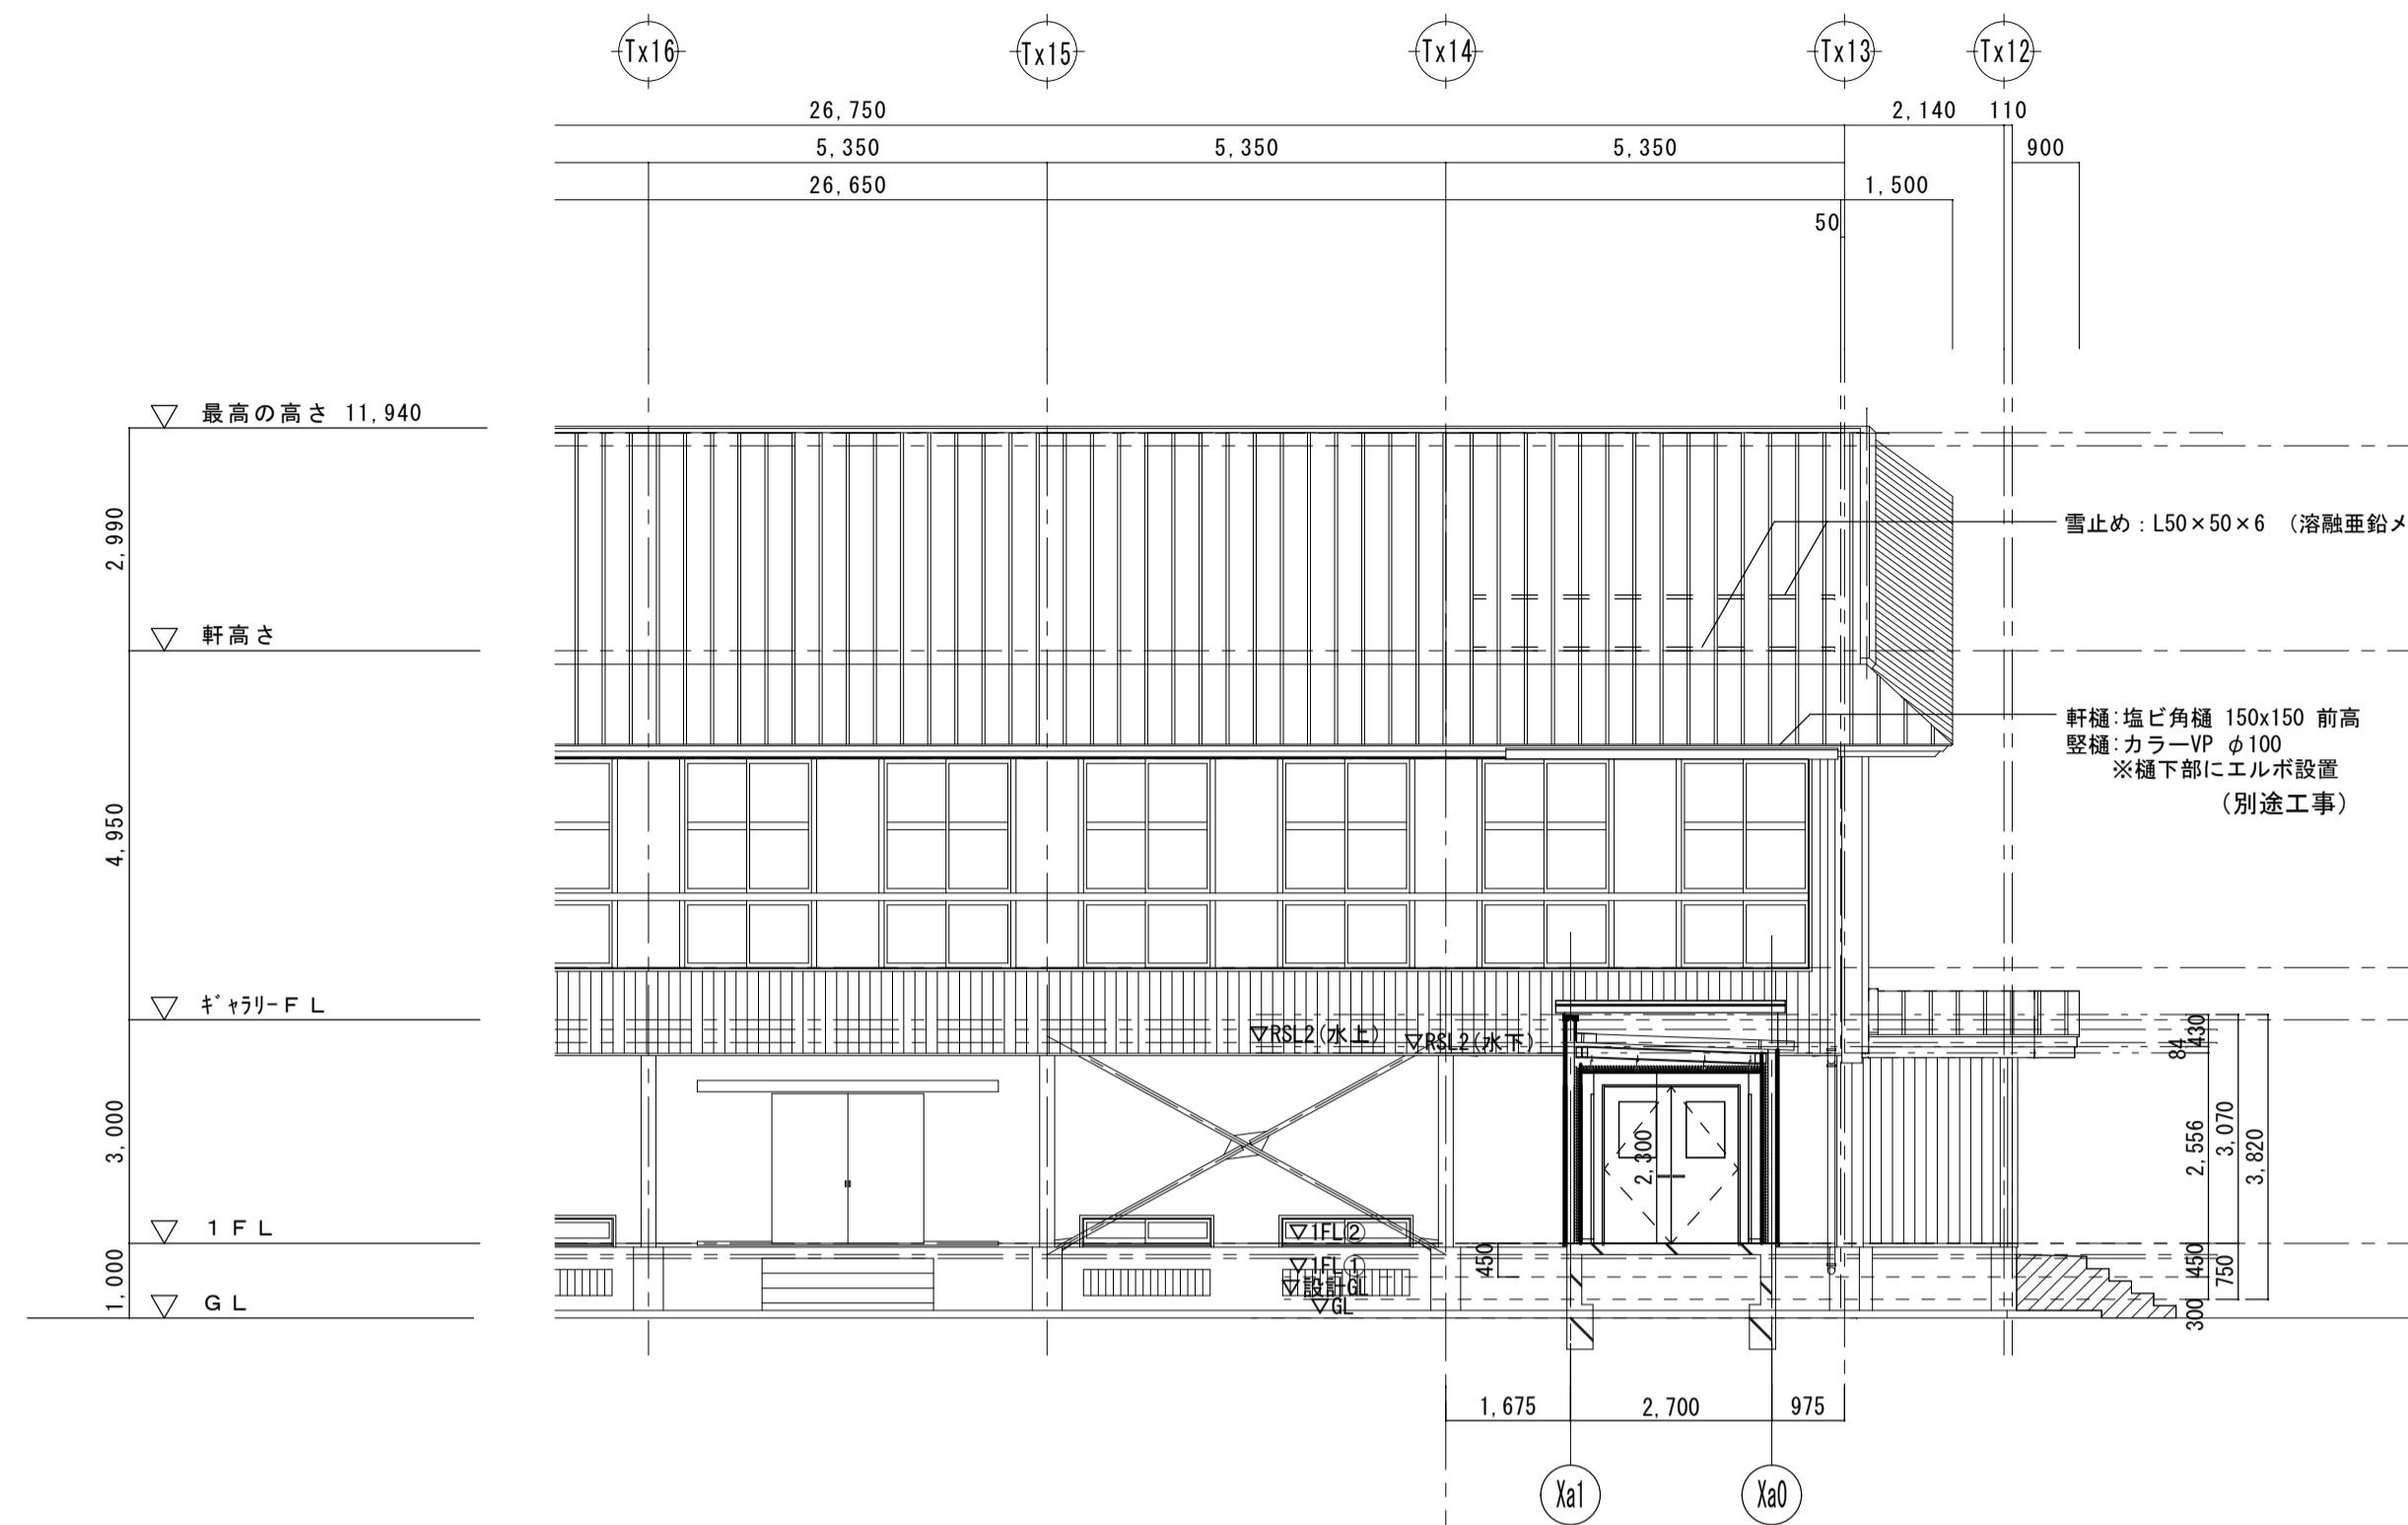 Tx16 Tx15 Tx14 Tx13 Tx12
26,750 2,140 110
5,350 5,350 5,350 900
26,650 1,500
50
最高の高さ 11,940
2,990
雪止め：L50×50×6 （溶融亜鉛メ
軒高さ
軒樋:塩ビ角樋 150x150 前高
竪樋:カラーVP φ100
※樋下部にエルボ設置
（別途工事）
4,950
ｷﾞｬﾗﾘｰＦＬ
▽RSL2(水上)
▽RSL2(水下)
430
84
3,000
2,300
2,556
3,070
3,820
１ＦＬ
▽1FL②
450
▽1FL①
▽設計GL
▽GL
450
750
300
1,000
ＧＬ
1,675 2,700 975
Xa1 Xa0